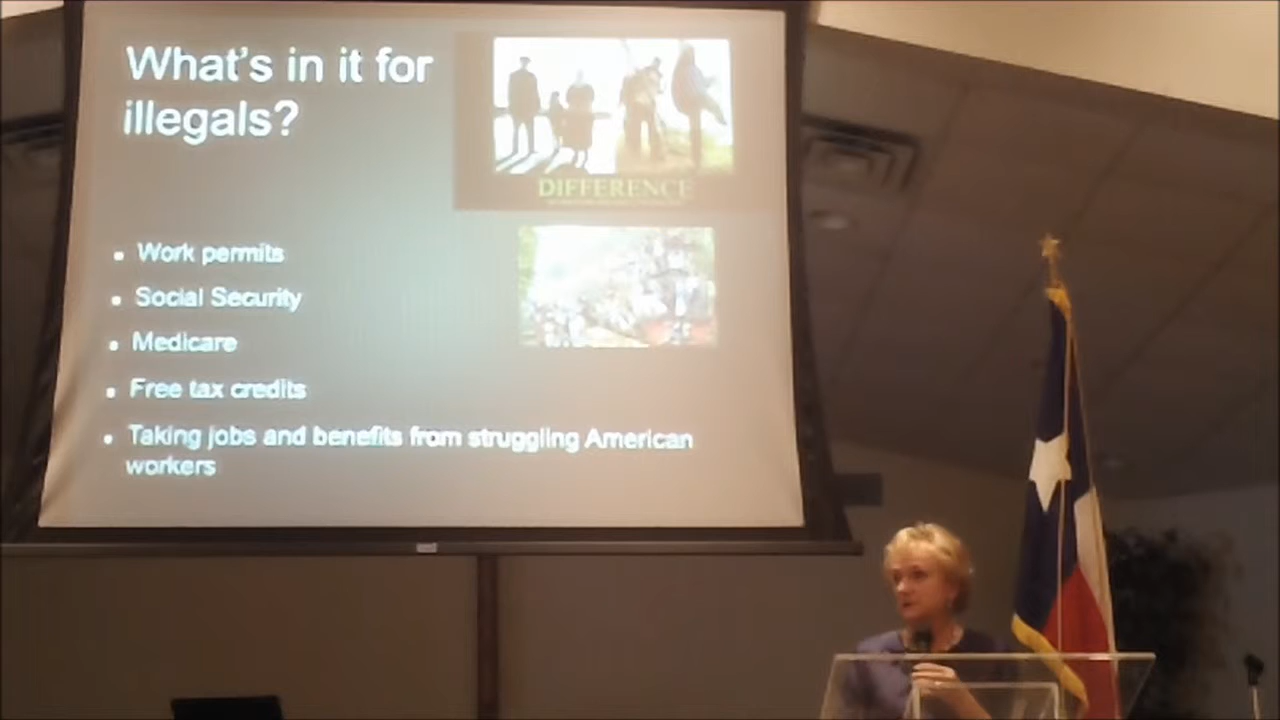 What's in it for
illegals?
DIFFERENCE
Work permits
Social Security
Medicare
Free tax credits
Taking jobs and benefits from struggling American
workers